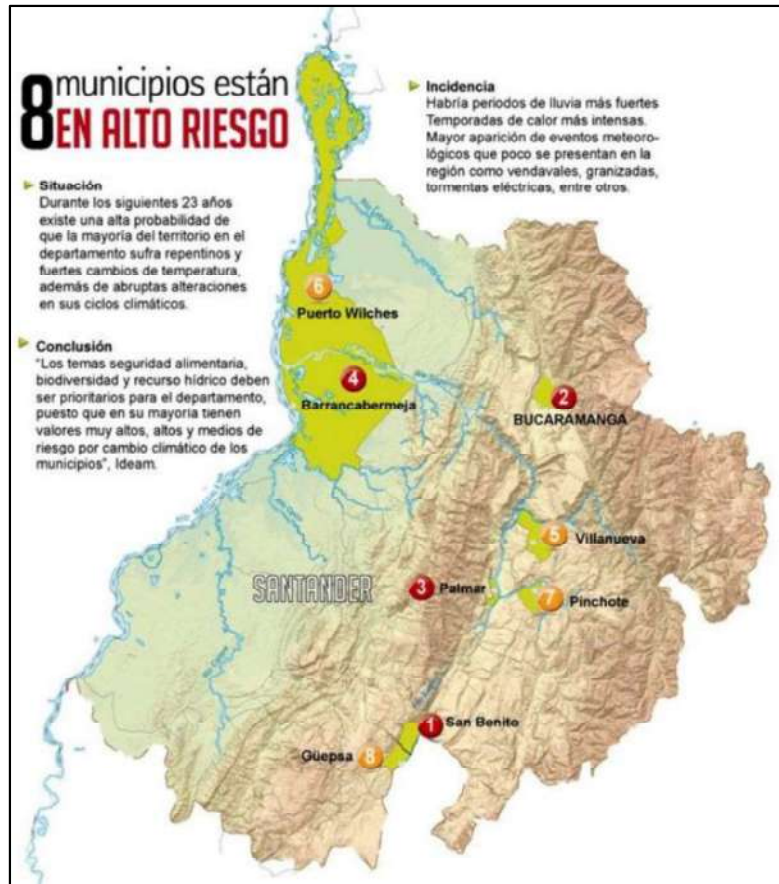 8 municipios están
EN ALTO RIESGO
Situación
Durante los siguientes 23 años
existe una alta probabilidad de
que la mayoría del territorio en el
departamento sufra repentinos y
fuertes cambios de temperatura,
además de abruptas alteraciones
en sus ciclos climáticos.
Conclusión
"Los temas seguridad alimentaria,
biodiversidad y recurso hídrico deben
ser prioritarios para el departamento,
puesto que en su mayoría tienen
valores muy altos, altos y medios de
riesgo por cambio climático de los
municipios", Ideam.
Incidencia
Habría periodos de lluvia más fuertes
Temporadas de calor más intensas.
Mayor aparición de eventos meteoro-
lógicos que poco se presentan en la
región como vendavales, granizadas,
tormentas eléctricas, entre otros.
6
Puerto Wilches
4
Barrancabermeja
2
BUCARAMANGA
5
Villanueva
SANTANDER
3 Palmar
7 Pinchote
1 San Benito
Güepsa 8